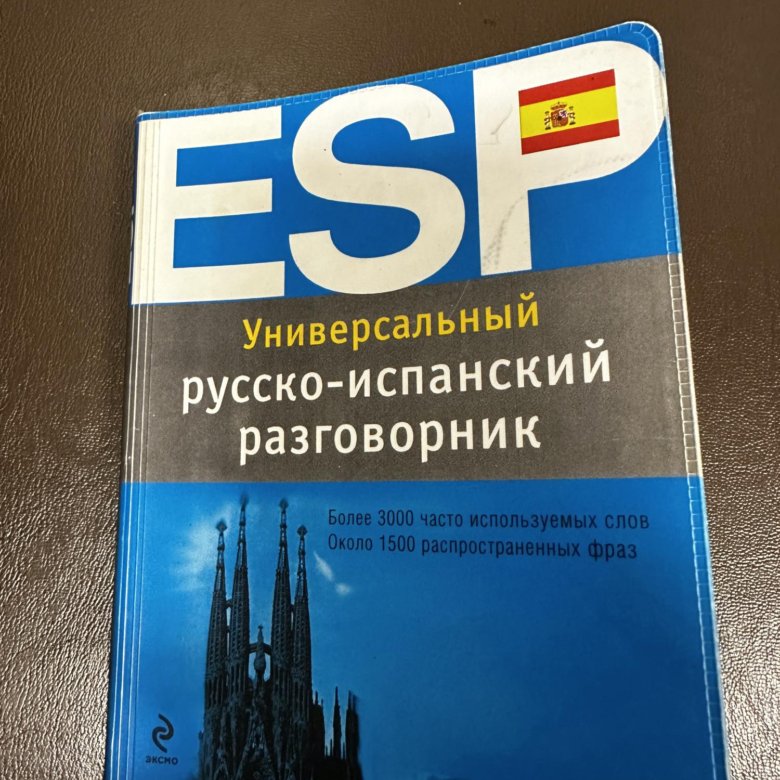 ESP
Универсальный
русско-испанский
разговорник
Более 3000 часто используемых слов
Около 1500 распространенных фраз
ЭКСМО